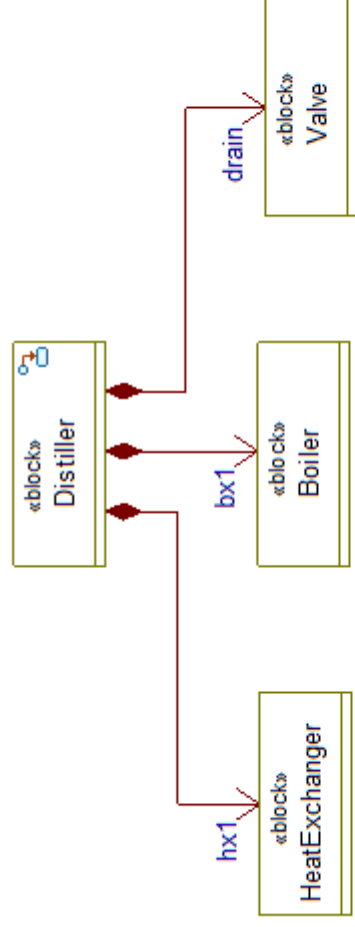 «block»
Distiller
hx1
bx1
drain
«block»
HeatExchanger
«block»
Boiler
«block»
Valve